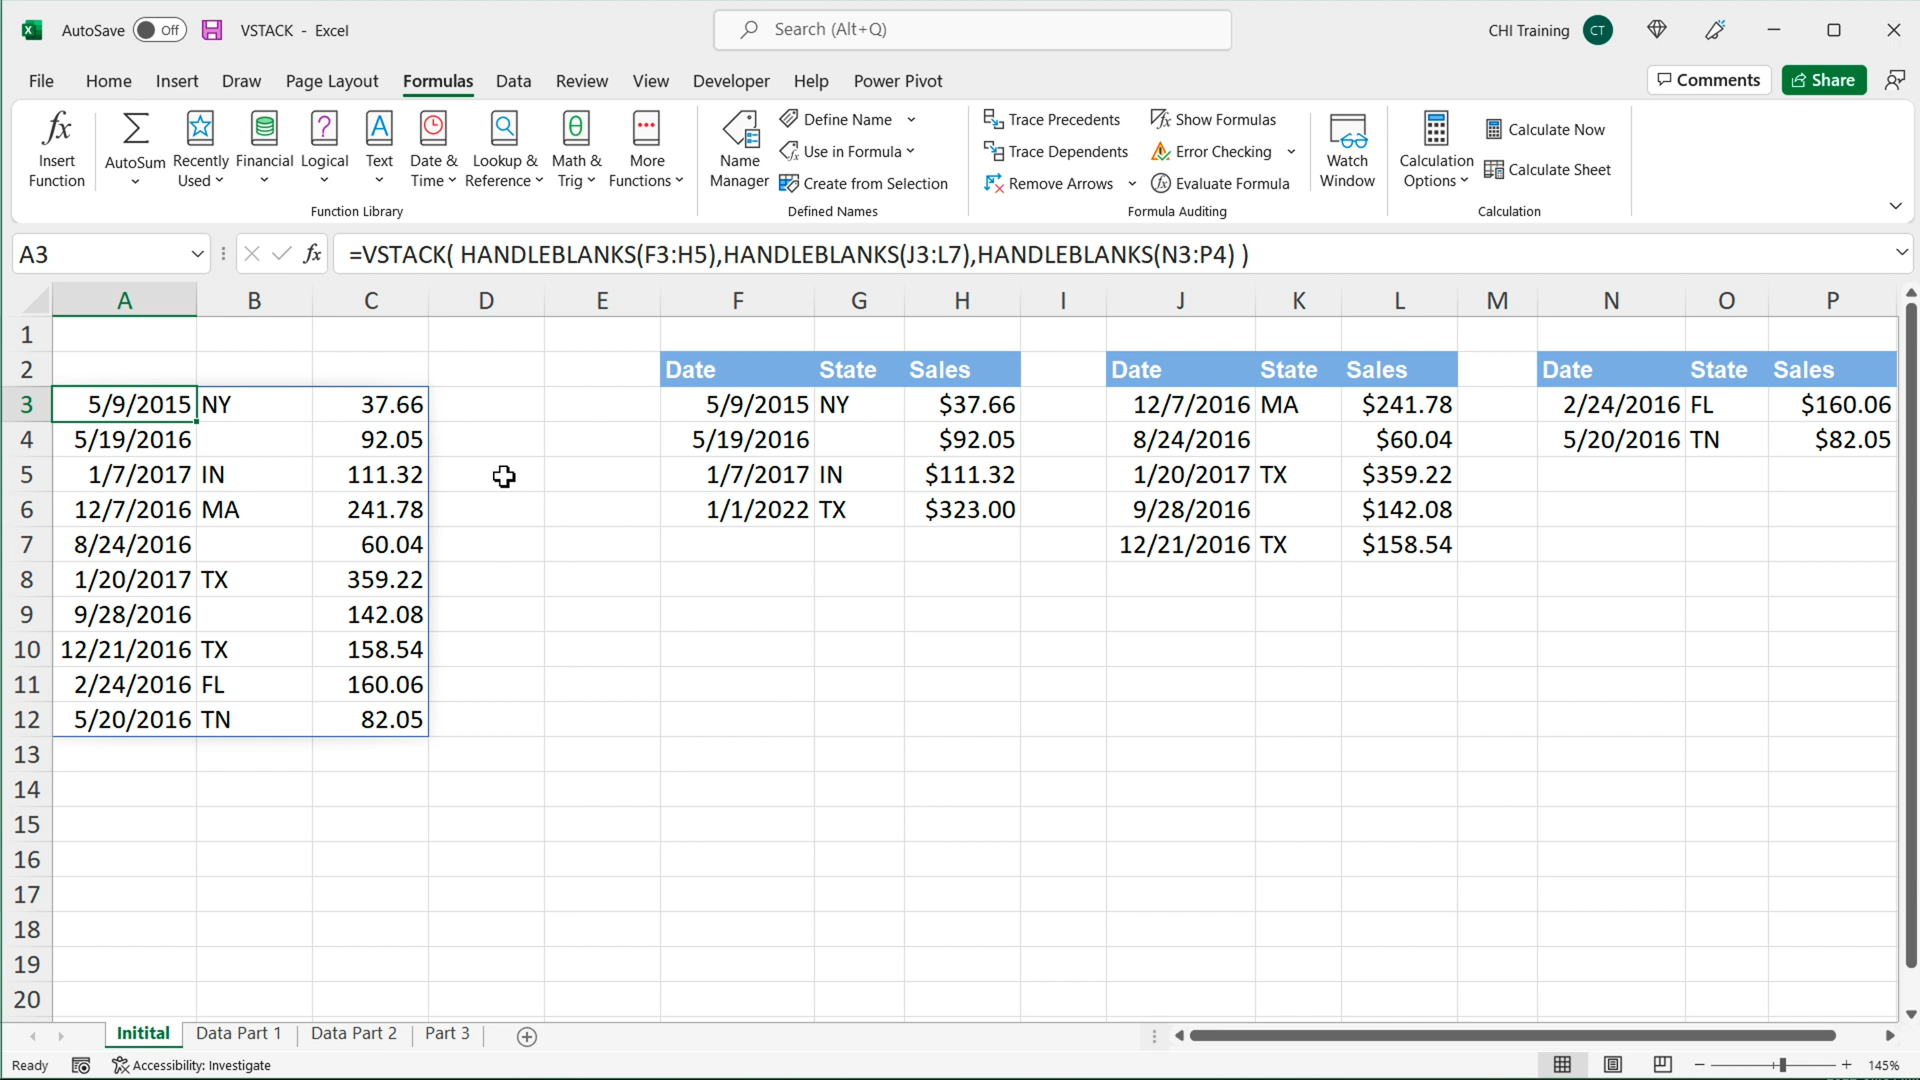 AutoSave Off VSTACK - Excel Search (Alt+Q) CHI Training CT
File Home Insert Draw Page Layout Formulas Data Review View Developer Help Power Pivot Comments Share
Insert Function
AutoSum
Recently Used
Financial
Logical
Text
Date & Time
Lookup & Reference
Math & Trig
More Functions
Function Library
Name Manager
Define Name
Use in Formula
Create from Selection
Defined Names
Trace Precedents
Trace Dependents
Remove Arrows
Show Formulas
Error Checking
Evaluate Formula
Formula Auditing
Watch Window
Calculation Options
Calculate Now
Calculate Sheet
Calculation
A3 fx =VSTACK( HANDLEBLANKS(F3:H5),HANDLEBLANKS(J3:L7),HANDLEBLANKS(N3:P4) )
A B C D E F G H I J K L M N O P
1
2 Date State Sales Date State Sales Date State Sales
3 5/9/2015 NY 37.66 5/9/2015 NY $37.66 12/7/2016 MA $241.78 2/24/2016 FL $160.06
4 5/19/2016 92.05 5/19/2016 $92.05 8/24/2016 $60.04 5/20/2016 TN $82.05
5 1/7/2017 IN 111.32 1/7/2017 IN $111.32 1/20/2017 TX $359.22
6 12/7/2016 MA 241.78 1/1/2022 TX $323.00 9/28/2016 $142.08
7 8/24/2016 60.04 12/21/2016 TX $158.54
8 1/20/2017 TX 359.22
9 9/28/2016 142.08
10 12/21/2016 TX 158.54
11 2/24/2016 FL 160.06
12 5/20/2016 TN 82.05
13
14
15
16
17
18
19
20
Initital Data Part 1 Data Part 2 Part 3
Ready Accessibility: Investigate 145%